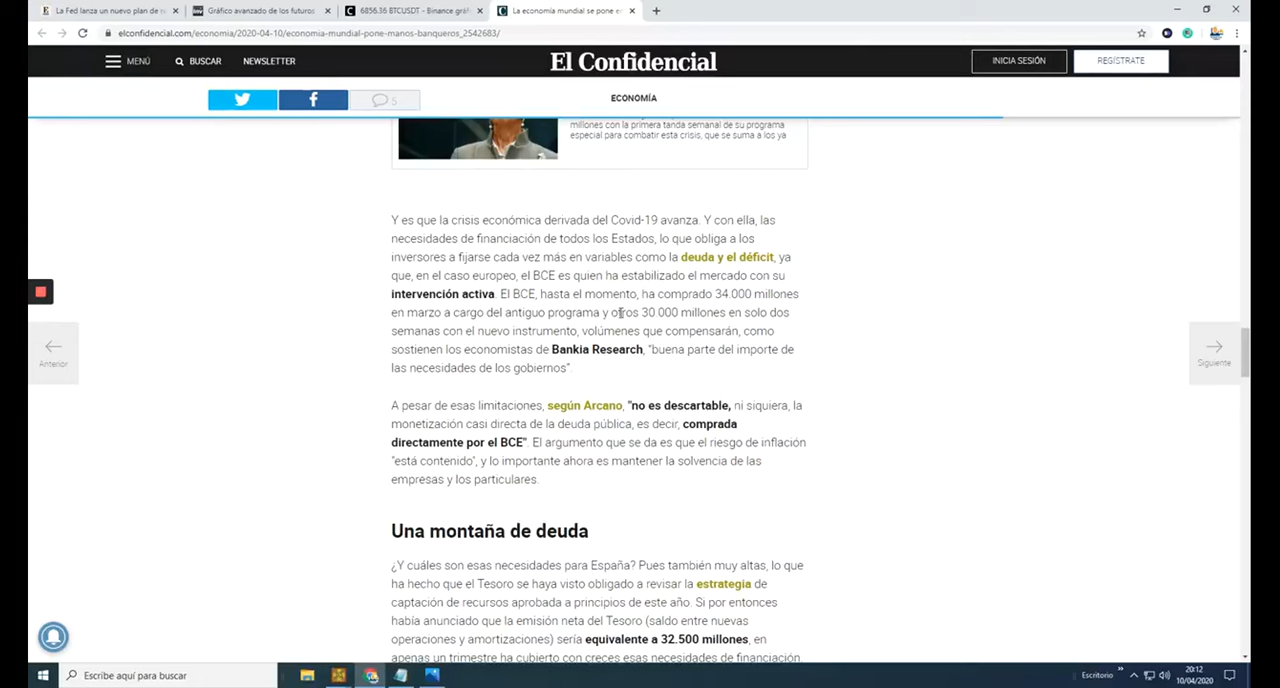 La Fed lanza un nuevo plan de
Gráfico avanzado de los futuros
6856.36 BTCUSDT - Binance gráf
La economía mundial se pone e
elconfidencial.com/economia/2020-04-10/economia-mundial-pone-manos-banqueros_2542683/
MENÚ
BUSCAR
NEWSLETTER
El Confidencial
INICIA SESIÓN
REGÍSTRATE
5
ECONOMÍA
millones con la primera tanda semanal de su programa
especial para combatir esta crisis, que se suma a los ya
Y es que la crisis económica derivada del Covid-19 avanza. Y con ella, las
necesidades de financiación de todos los Estados, lo que obliga a los
inversores a fijarse cada vez más en variables como la deuda y el déficit, ya
que, en el caso europeo, el BCE es quien ha estabilizado el mercado con su
intervención activa. El BCE, hasta el momento, ha comprado 34.000 millones
en marzo a cargo del antiguo programa y otros 30.000 millones en solo dos
semanas con el nuevo instrumento, volúmenes que compensarán, como
sostienen los economistas de Bankia Research, "buena parte del importe de
las necesidades de los gobiernos".
A pesar de esas limitaciones, según Arcano, "no es descartable, ni siquiera, la
monetización casi directa de la deuda pública, es decir, comprada
directamente por el BCE". El argumento que se da es que el riesgo de inflación
"está contenido", y lo importante ahora es mantener la solvencia de las
empresas y los particulares.
Anterior
Siguiente
Una montaña de deuda
¿Y cuáles son esas necesidades para España? Pues también muy altas, lo que
ha hecho que el Tesoro se haya visto obligado a revisar la estrategia de
captación de recursos aprobada a principios de este año. Si por entonces
había anunciado que la emisión neta del Tesoro (saldo entre nuevas
operaciones y amortizaciones) sería equivalente a 32.500 millones, en
apenas un trimestre ha cubierto con creces esas necesidades de financiación.
Escribe aquí para buscar
Escritorio
20:12
10/04/2020